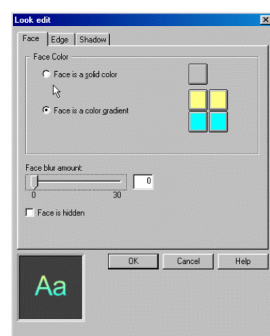 Look edit
Face Edge Shadow
Face Color
Face is a solid color
Face is a color gradient
Face blur amount:
0
0 30
Face is hidden
OK Cancel Help
Aa